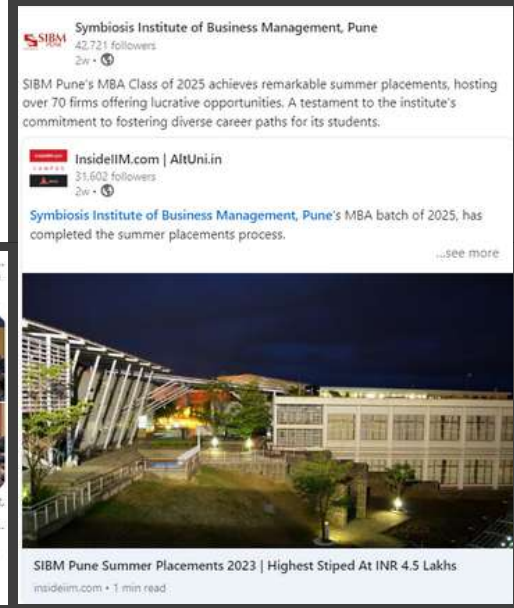 SIBM
PUNE
Symbiosis Institute of Business Management, Pune
42,721 followers
2w •
SIBM Pune's MBA Class of 2025 achieves remarkable summer placements, hosting
over 70 firms offering lucrative opportunities. A testament to the institute's
commitment to fostering diverse career paths for its students.
InsideIIM.com | AltUni.in
31,602 followers
2w •
Symbiosis Institute of Business Management, Pune's MBA batch of 2025, has
completed the summer placements process.
...see more
SIBM Pune Summer Placements 2023 | Highest Stiped At INR 4.5 Lakhs
insideiim.com • 1 min read